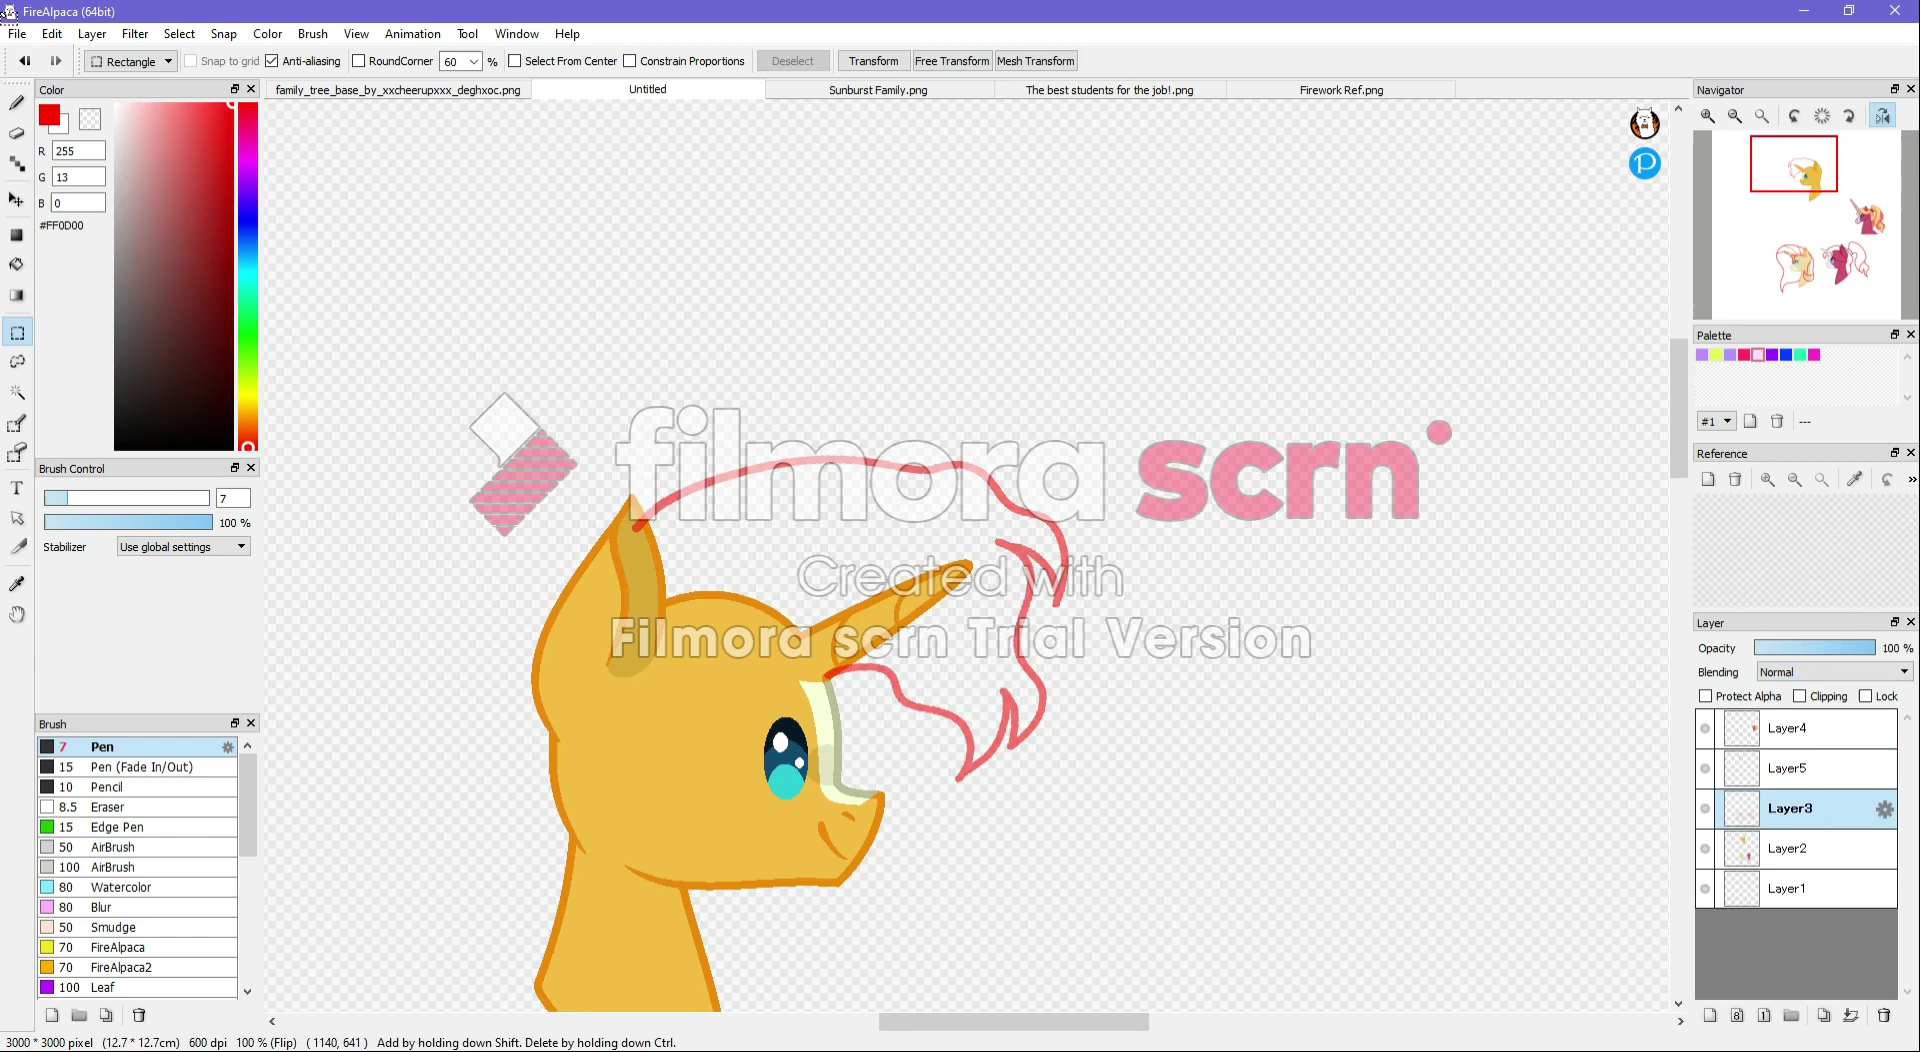 FireAlpaca (64bit)
File Edit Layer Filter Select Snap Color Brush View Animation Tool Window Help
Rectangle Snap to grid Anti-aliasing RoundCorner 60 % Select From Center Constrain Proportions Deselect Transform Free Transform Mesh Transform
family_tree_base_by_xxcheerupxxx_deghxoc.png Untitled Sunburst Family.png The best students for the job!.png Firework Ref.png
Color
R 255
G 13
B 0
#FF0D00
Brush Control
7
100 %
Stabilizer Use global settings
Brush
7 Pen
15 Pen (Fade In/Out)
10 Pencil
8.5 Eraser
15 Edge Pen
50 AirBrush
100 AirBrush
80 Watercolor
80 Blur
50 Smudge
70 FireAlpaca
70 FireAlpaca2
100 Leaf
filmora scrn
Created with
Filmora scrn Trial Version
Navigator
Palette
#1 ---
Reference
Layer
Opacity 100 %
Blending Normal
Protect Alpha Clipping Lock
Layer4
Layer5
Layer3
Layer2
Layer1
3000 * 3000 pixel (12.7 * 12.7cm) 600 dpi 100 % (Flip) ( 1140, 641 ) Add by holding down Shift. Delete by holding down Ctrl.